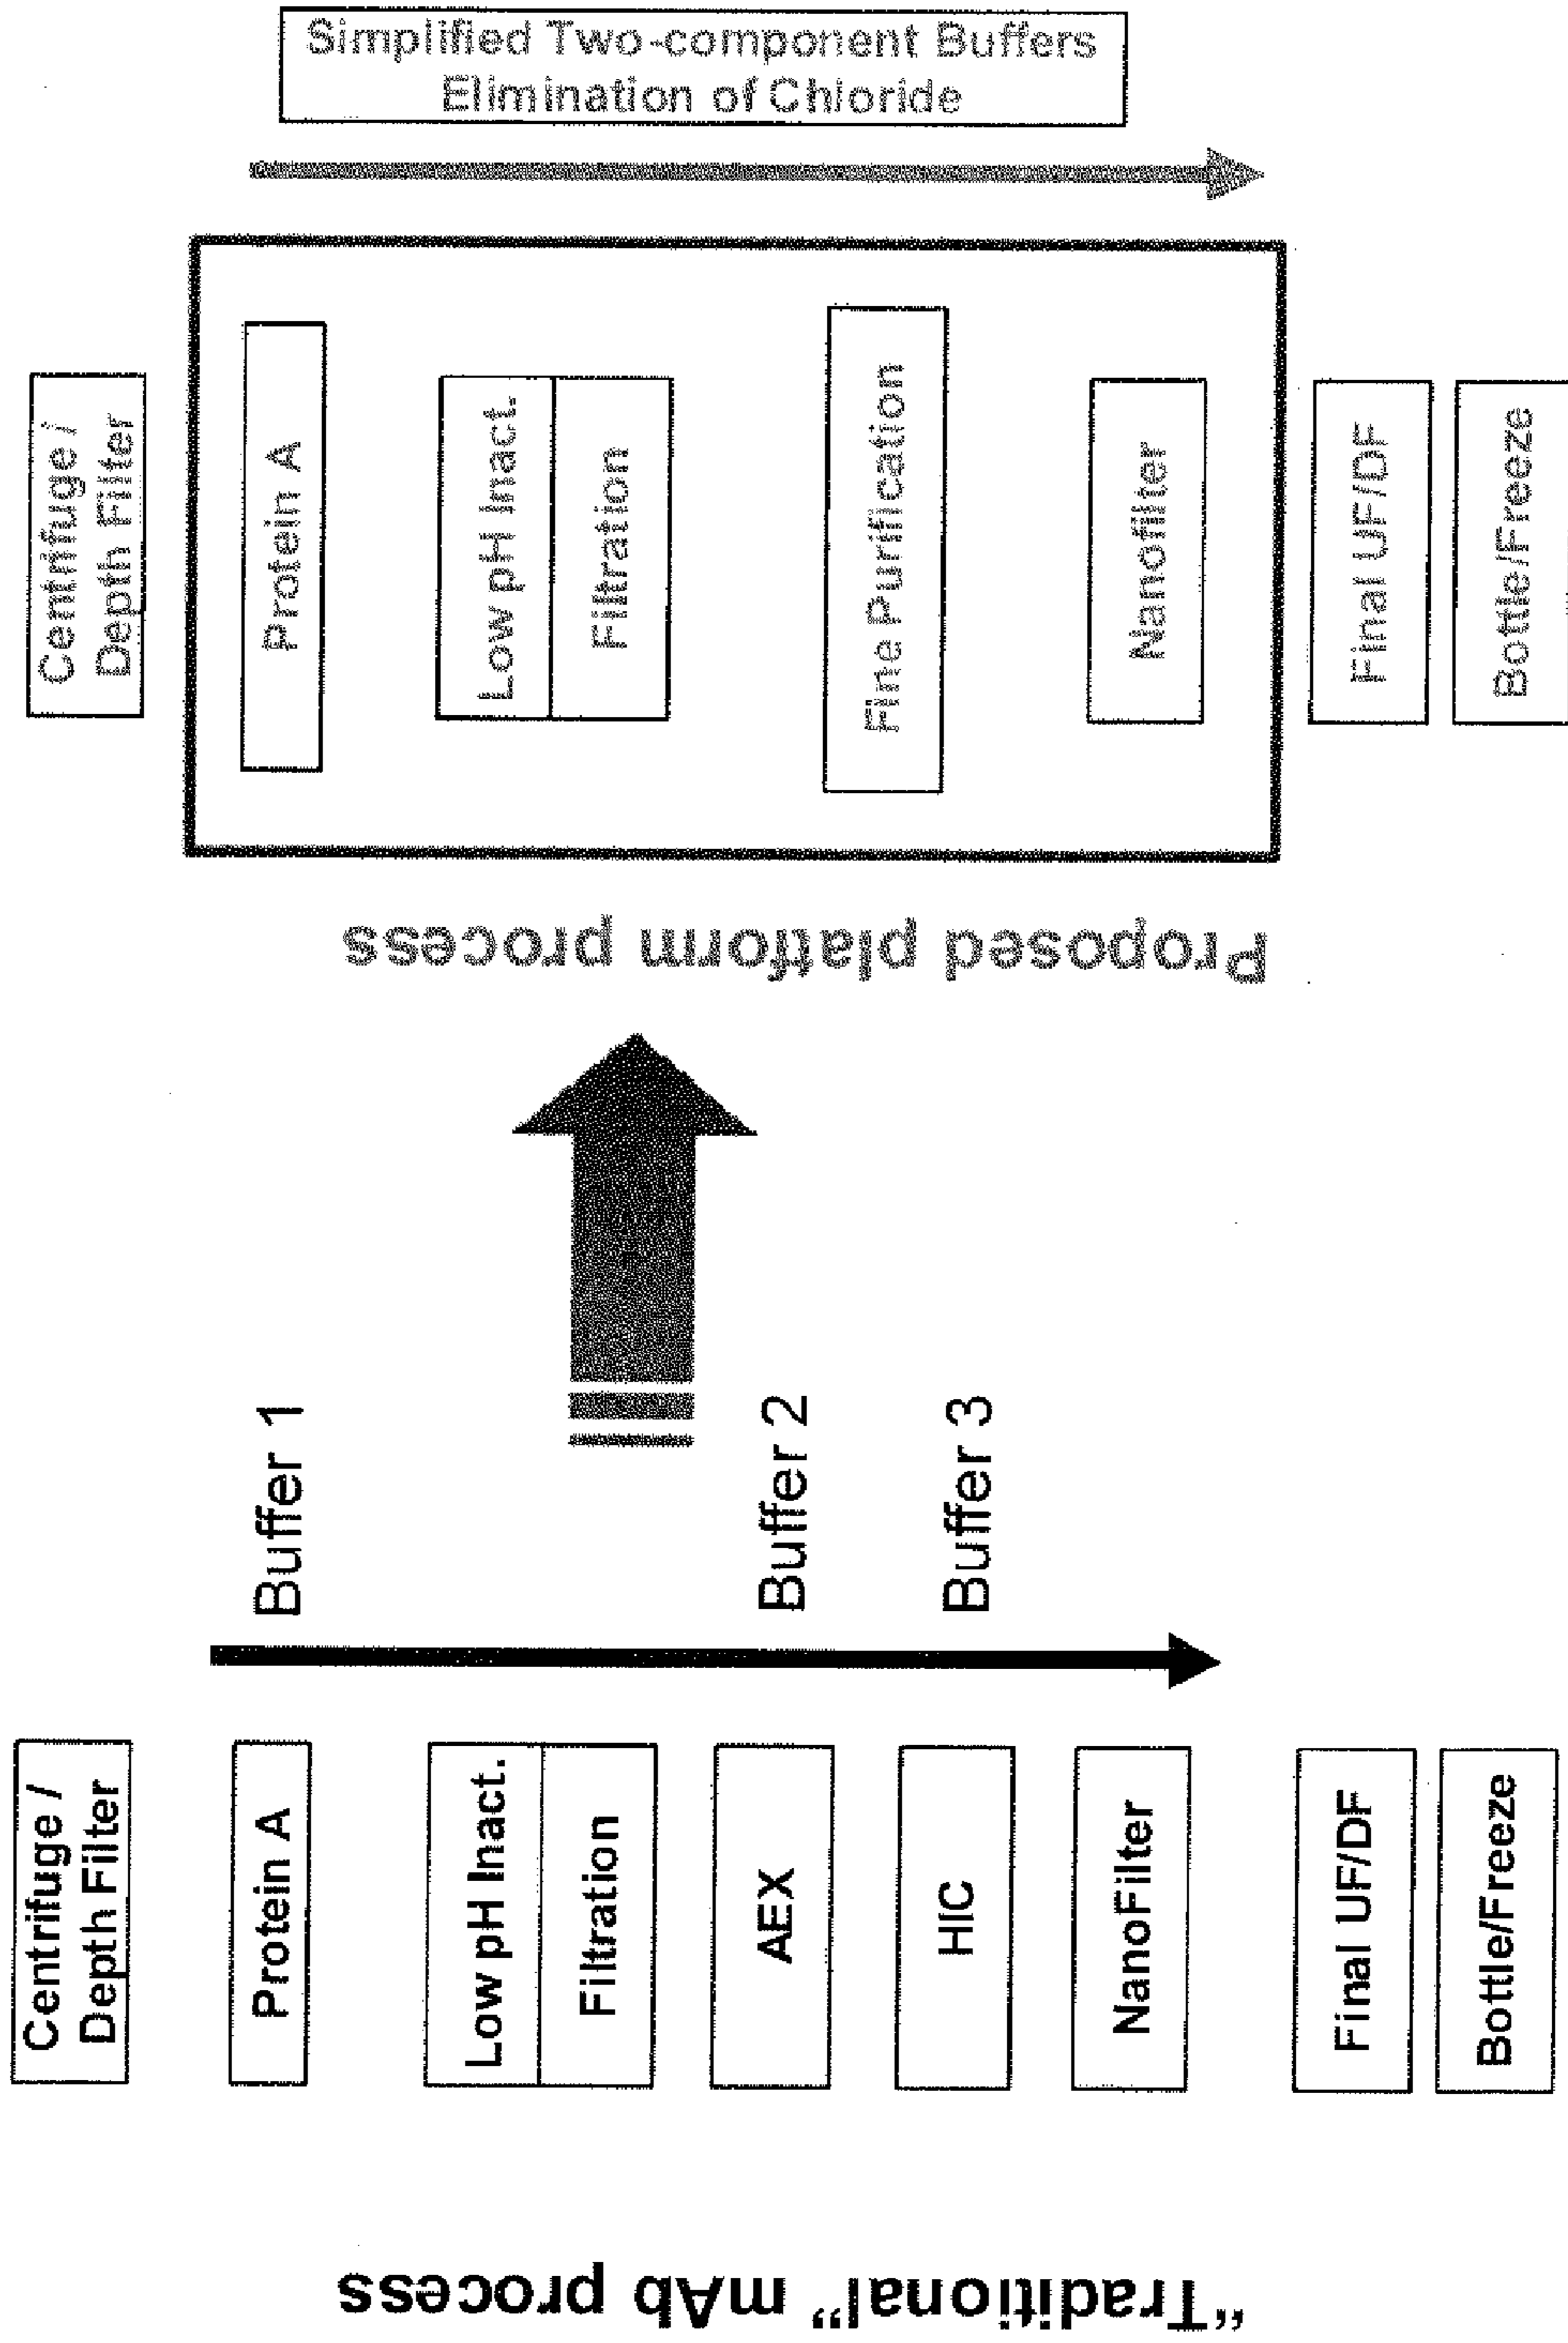 "Traditional" mAb process
Centrifuge /
Depth Filter
Protein A
Low pH Inact.
Filtration
AEX
HIC
NanoFilter
Final UF/DF
Bottle/Freeze
Buffer 1
Buffer 2
Buffer 3
Proposed platform process
Centrifuge /
Depth Filter
Protein A
Low pH Inact.
Filtration
Fine Purification
Nanofilter
Final UF/DF
Bottle/Freeze
Simplified Two-component Buffers
Elimination of Chloride